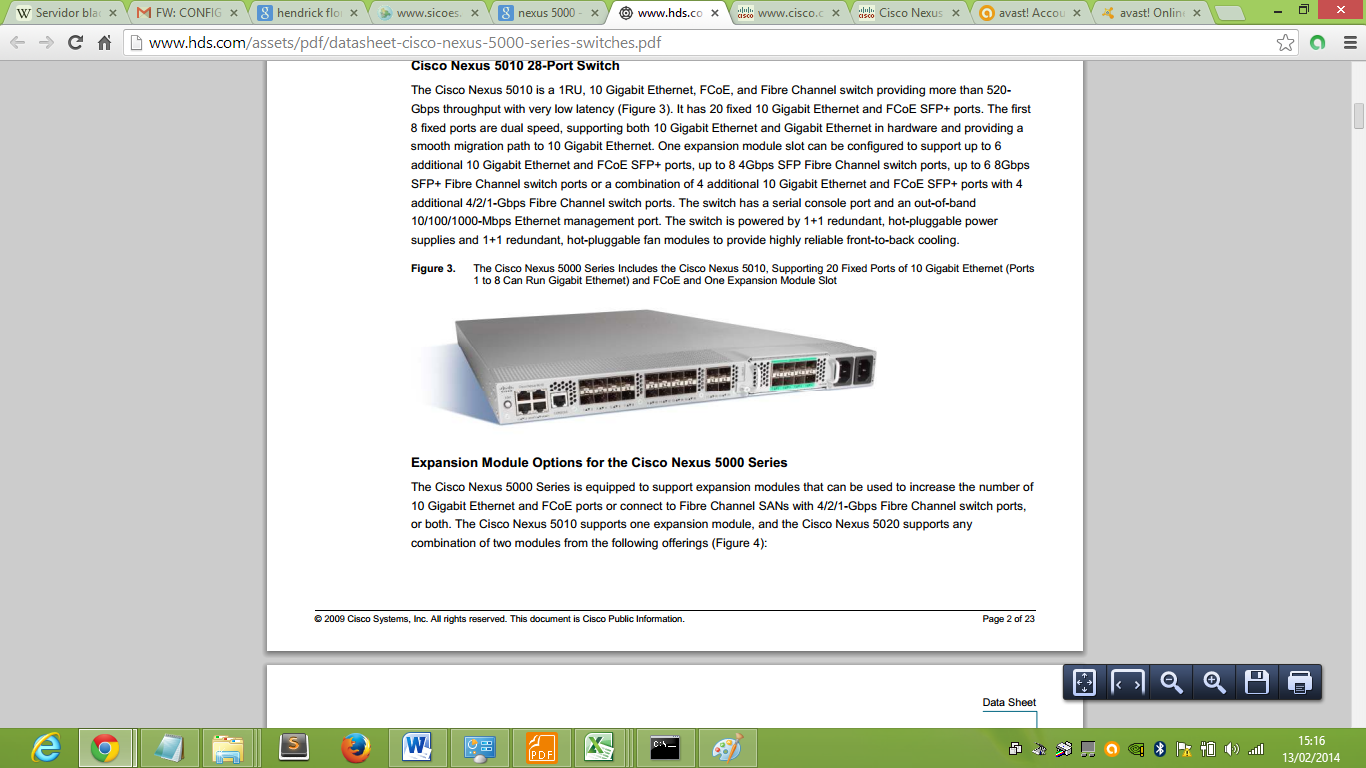 Servidor bla
FW: CONFIG
hendrick flo
www.sicoes.
nexus 5000 -
www.hds.co
www.cisco.c
Cisco Nexus
avast! Accou
avast! Online
www.hds.com/assets/pdf/datasheet-cisco-nexus-5000-series-switches.pdf
Cisco Nexus 5010 28-Port Switch
The Cisco Nexus 5010 is a 1RU, 10 Gigabit Ethernet, FCoE, and Fibre Channel switch providing more than 520-
Gbps throughput with very low latency (Figure 3). It has 20 fixed 10 Gigabit Ethernet and FCoE SFP+ ports. The first
8 fixed ports are dual speed, supporting both 10 Gigabit Ethernet and Gigabit Ethernet in hardware and providing a
smooth migration path to 10 Gigabit Ethernet. One expansion module slot can be configured to support up to 6
additional 10 Gigabit Ethernet and FCoE SFP+ ports, up to 8 4Gbps SFP Fibre Channel switch ports, up to 6 8Gbps
SFP+ Fibre Channel switch ports or a combination of 4 additional 10 Gigabit Ethernet and FCoE SFP+ ports with 4
additional 4/2/1-Gbps Fibre Channel switch ports. The switch has a serial console port and an out-of-band
10/100/1000-Mbps Ethernet management port. The switch is powered by 1+1 redundant, hot-pluggable power
supplies and 1+1 redundant, hot-pluggable fan modules to provide highly reliable front-to-back cooling.
Figure 3. The Cisco Nexus 5000 Series Includes the Cisco Nexus 5010, Supporting 20 Fixed Ports of 10 Gigabit Ethernet (Ports
1 to 8 Can Run Gigabit Ethernet) and FCoE and One Expansion Module Slot
Expansion Module Options for the Cisco Nexus 5000 Series
The Cisco Nexus 5000 Series is equipped to support expansion modules that can be used to increase the number of
10 Gigabit Ethernet and FCoE ports or connect to Fibre Channel SANs with 4/2/1-Gbps Fibre Channel switch ports,
or both. The Cisco Nexus 5010 supports one expansion module, and the Cisco Nexus 5020 supports any
combination of two modules from the following offerings (Figure 4):
© 2009 Cisco Systems, Inc. All rights reserved. This document is Cisco Public Information.
Page 2 of 23
Data Sheet
15:16
13/02/2014